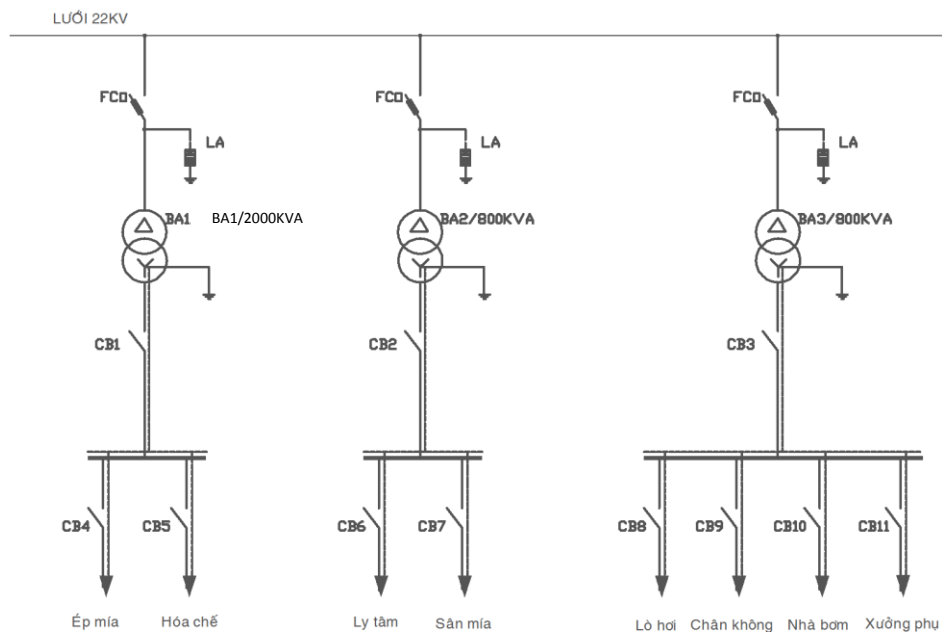 LƯỚI 22KV
FCO
FCO
FCO
LA
LA
LA
BA1
BA1/2000KVA
BA2/800KVA
BA3/800KVA
CB1
CB2
CB3
CB4
CB5
CB6
CB7
CB8
CB9
CB10
CB11
Ép mía
Hóa chế
Ly tâm
Sân mía
Lò hơi
Chân không
Nhà bơm
Xưởng phụ